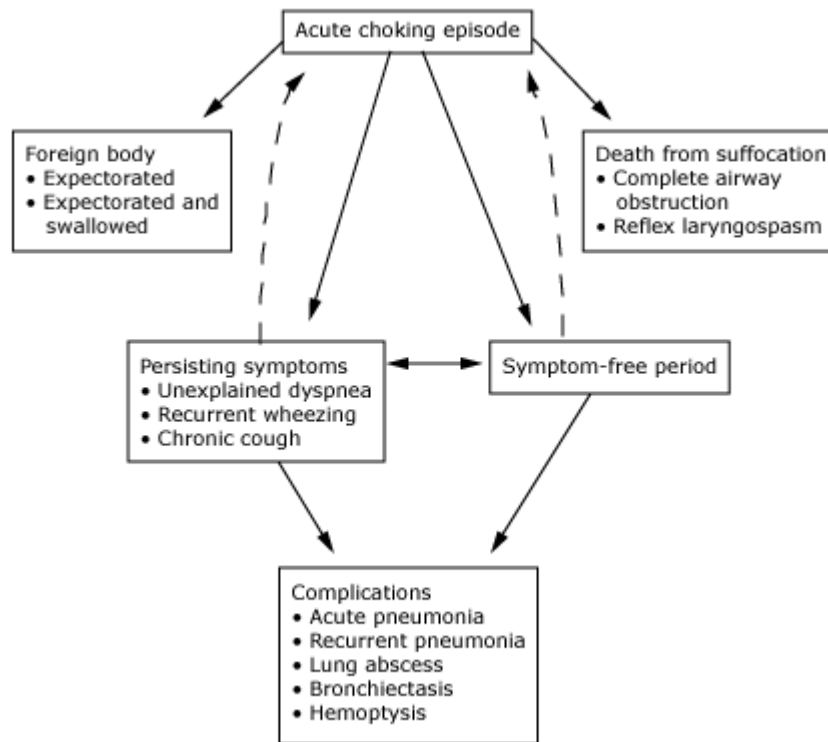 Acute choking episode
Foreign body
• Expectorated
• Expectorated and
swallowed
Death from suffocation
• Complete airway
obstruction
• Reflex laryngospasm
Persisting symptoms
• Unexplained dyspnea
• Recurrent wheezing
• Chronic cough
Symptom-free period
Complications
• Acute pneumonia
• Recurrent pneumonia
• Lung abscess
• Bronchiectasis
• Hemoptysis